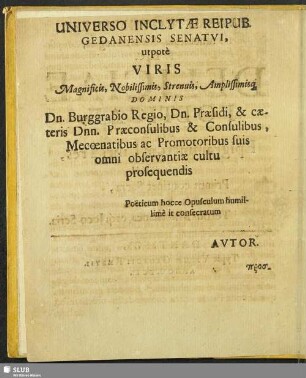 UNIVERSO INCLYTÆ REIPUB.
GEDANENSIS SENATVI,
utpotè
VIRIS
Magnificis, Nobilissimis, Strenuis, Amplissimisq;
DOMINIS
Dn. Burggrabio Regio, Dn. Præsidi, & cæ-
teris Dnn. Præconsulibus & Consulibus,
Mecœnatibus ac Promotoribus suis
omni observantiæ cultu
prosequendis
Poëticum hocce Opusculum humil-
limè it consecratum
AVTOR.
προσ-
SLUB